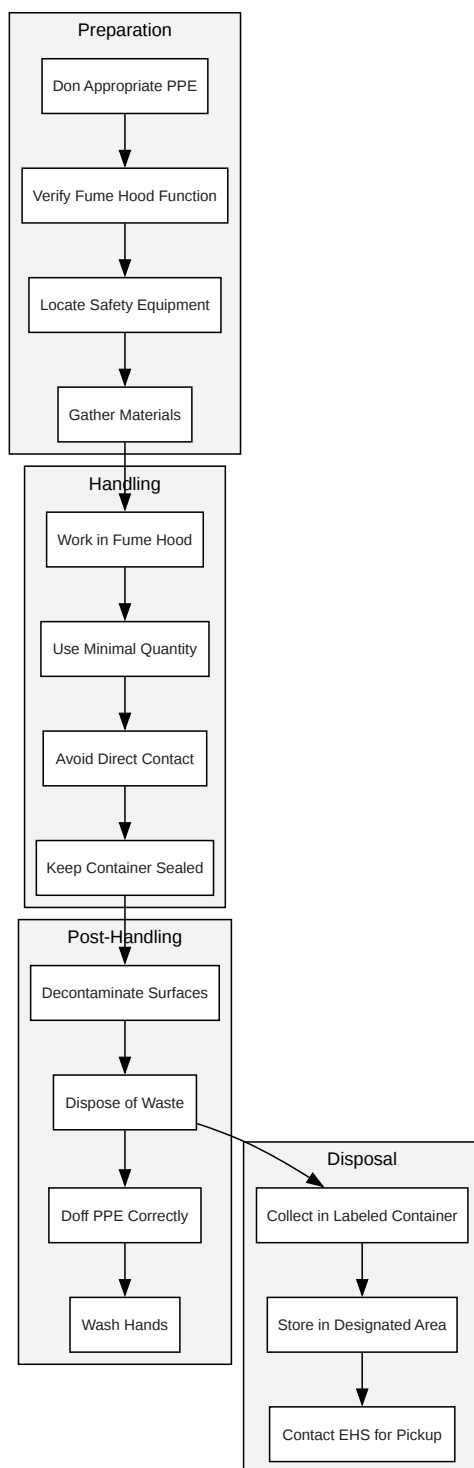 Preparation
Don Appropriate PPE
Verify Fume Hood Function
Locate Safety Equipment
Gather Materials
Handling
Work in Fume Hood
Use Minimal Quantity
Avoid Direct Contact
Keep Container Sealed
Post-Handling
Decontaminate Surfaces
Dispose of Waste
Doff PPE Correctly
Wash Hands
Disposal
Collect in Labeled Container
Store in Designated Area
Contact EHS for Pickup